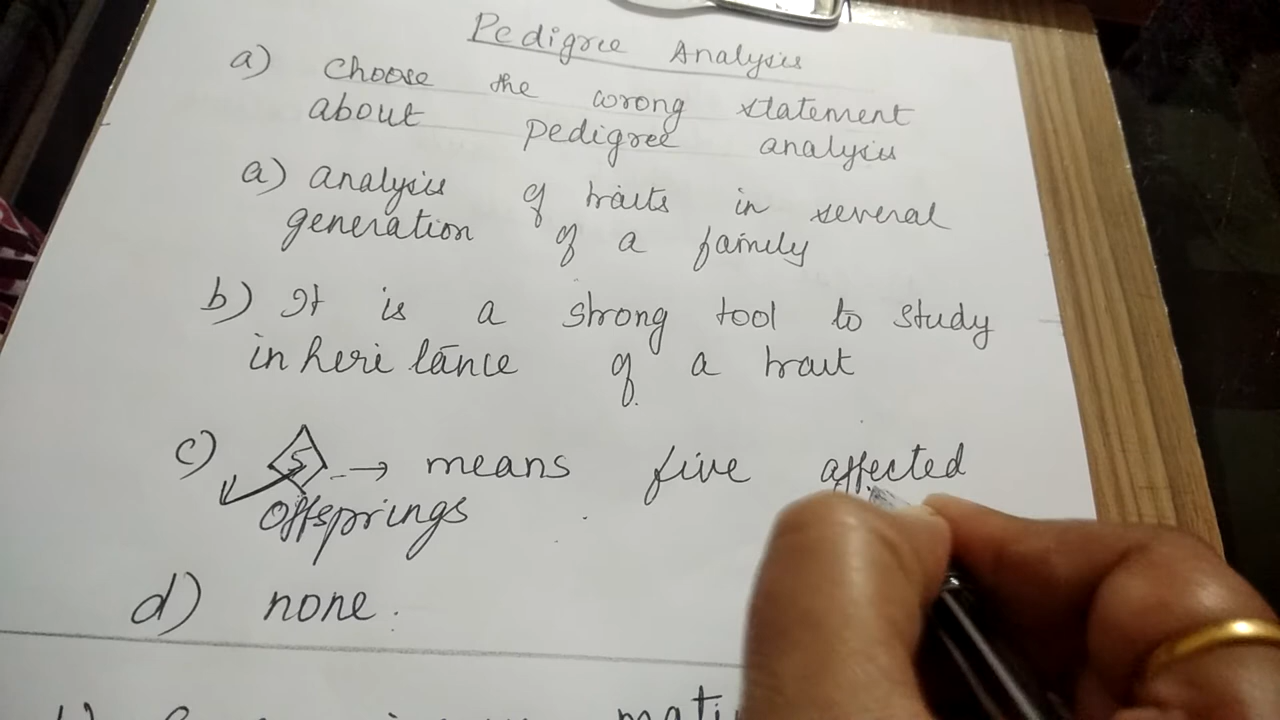 Pedigree Analysis
a) choose the wrong statement
about pedigree analysis
a) analysis of traits in several
generation of a family
b) It is a strong tool to study
inheritance of a trait
c) 5 → means five affected
offsprings
d) none.